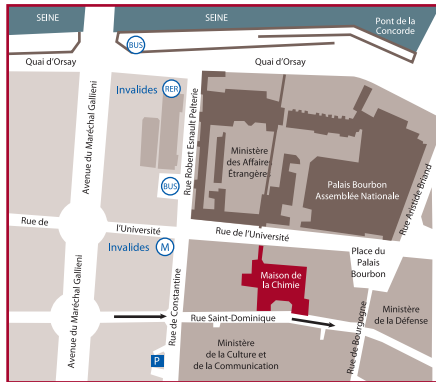 SEINE
SEINE
Pont de la
Concorde
BUS
Quai d'Orsay
Quai d'Orsay
Invalides RER
Avenue du Maréchal Gallieni
Rue Robert Esnault Pelterie
Ministère
des Affaires
Étrangères
Palais Bourbon
Assemblée Nationale
Rue Aristide Briand
BUS
Rue de
l'Université
Rue de l'Université
Invalides M
Place du
Palais
Bourbon
Maison de
la Chimie
Avenue du Maréchal Gallieni
Rue de Constantine
Rue Saint-Dominique
Rue de Bourgogne
Ministère
de la Défense
P
Ministère
de la Culture et
de la Communication